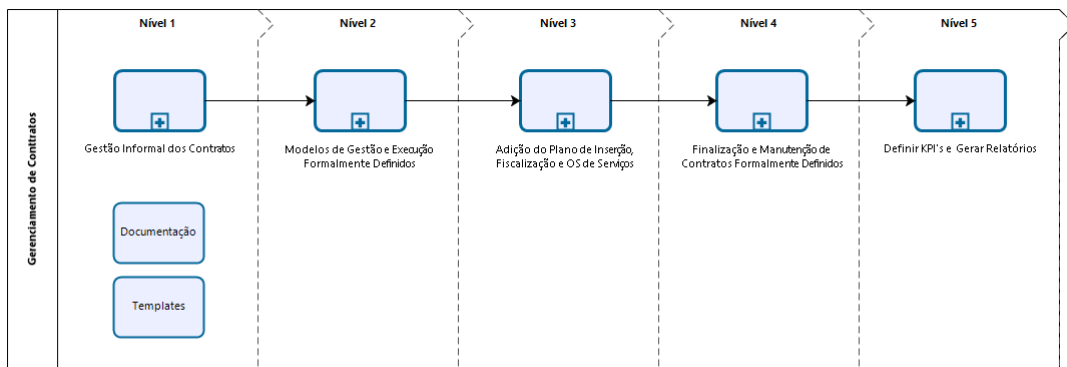 Gerenciamento de Conttratos
Nível 1
Nível 2
Nível 3
Nível 4
Nível 5
Gestão Informal dos Contratos
Modelos de Gestão e Execução
Formalmente Definidos
Adição do Plano de Inserção,
Fiscalização e OS de Serviços
Finalização e Manutenção de
Contratos Formalmente Definidos
Definir KPI's e Gerar Relatórios
Documentação
Templates